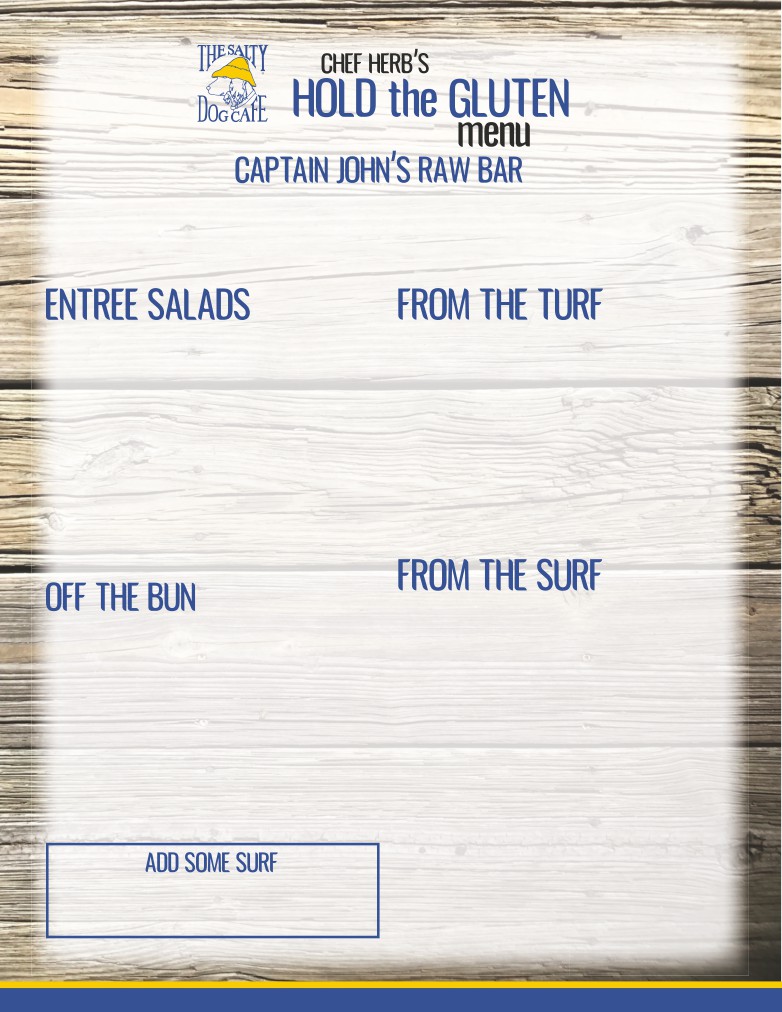 THE SALTY
DOG CAFE
CHEF HERB'S
HOLD the GLUTEN
menu
CAPTAIN JOHN'S RAW BAR
ENTREE SALADS
OFF THE BUN
ADD SOME SURF
FROM THE TURF
FROM THE SURF